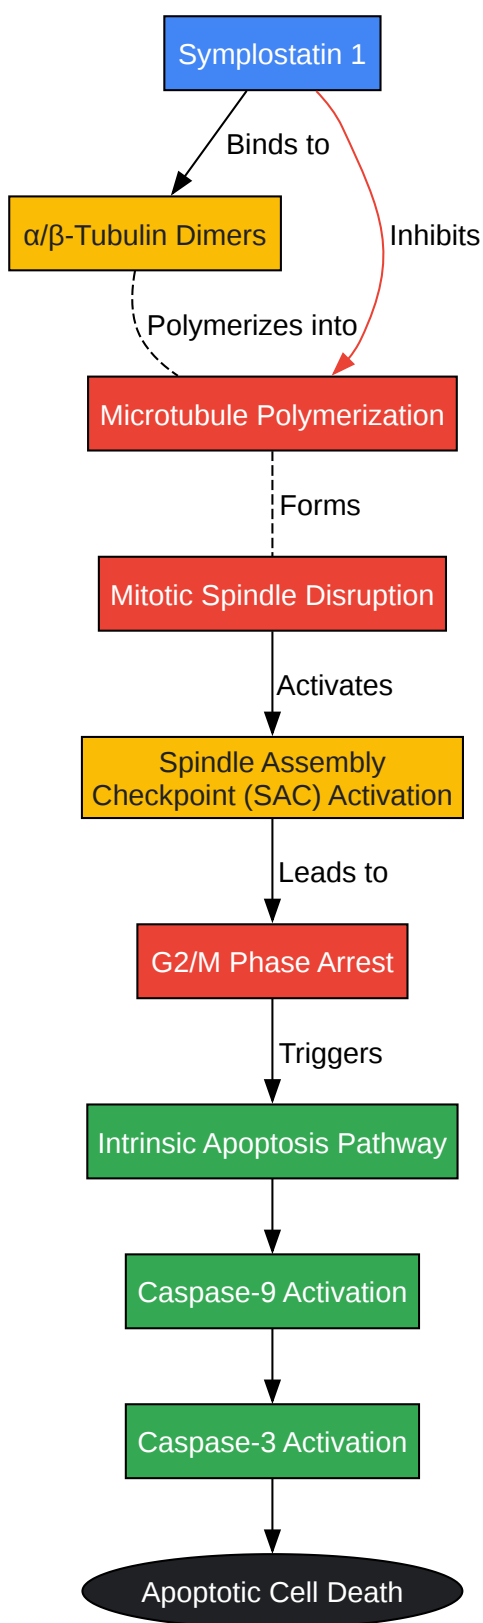 Symplostatin 1
Binds to
α/β-Tubulin Dimers
Inhibits
Polymerizes into
Microtubule Polymerization
Forms
Mitotic Spindle Disruption
Activates
Spindle Assembly
Checkpoint (SAC) Activation
Leads to
G2/M Phase Arrest
Triggers
Intrinsic Apoptosis Pathway
Caspase-9 Activation
Caspase-3 Activation
Apoptotic Cell Death